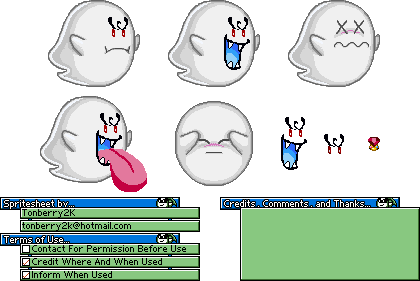 Spritesheet by...
Tonberry2K
tonberry2k@hotmail.com
Terms of Use...
Contact For Permission Before Use
Credit Where And When Used
Inform When Used
Credits, Comments, and Thanks...